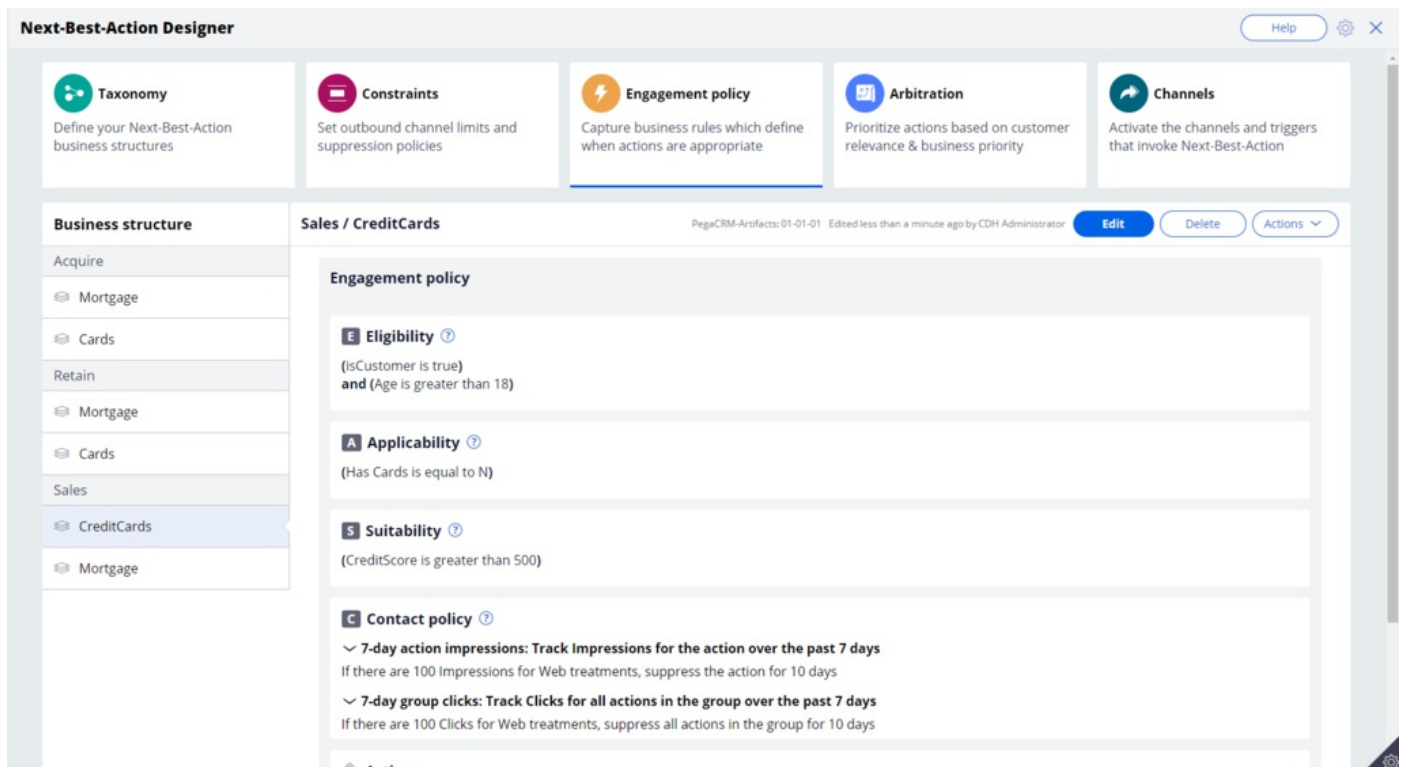 Next-Best-Action Designer
Help
Taxonomy
Define your Next-Best-Action
business structures
Constraints
Set outbound channel limits and
suppression policies
Engagement policy
Capture business rules which define
when actions are appropriate
Arbitration
Prioritize actions based on customer
relevance & business priority
Channels
Activate the channels and triggers
that invoke Next-Best-Action
Business structure
Acquire
Mortgage
Cards
Retain
Mortgage
Cards
Sales
CreditCards
Mortgage
Sales / CreditCards
PegaCRM-Artifacts: 01-01-01 Edited less than a minute ago by CDH Administrator
Edit
Delete
Actions
Engagement policy
E Eligibility ?
(isCustomer is true)
and (Age is greater than 18)
A Applicability ?
(Has Cards is equal to N)
S Suitability ?
(CreditScore is greater than 500)
C Contact policy ?
7-day action impressions: Track Impressions for the action over the past 7 days
If there are 100 Impressions for Web treatments, suppress the action for 10 days
7-day group clicks: Track Clicks for all actions in the group over the past 7 days
If there are 100 Clicks for Web treatments, suppress all actions in the group for 10 days